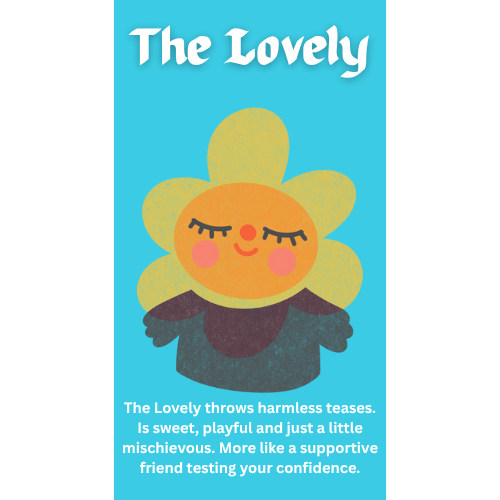 The Lovely
The Lovely throws harmless teases.
Is sweet, playful and just a little
mischievous. More like a supportive
friend testing your confidence.